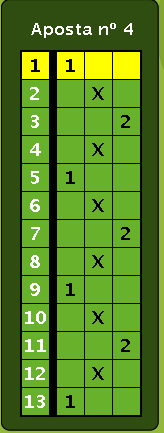 Aposta nº 4
1 1
2 X
3 2
4 X
5 1
6 X
7 2
8 X
9 1
10 X
11 2
12 X
13 1